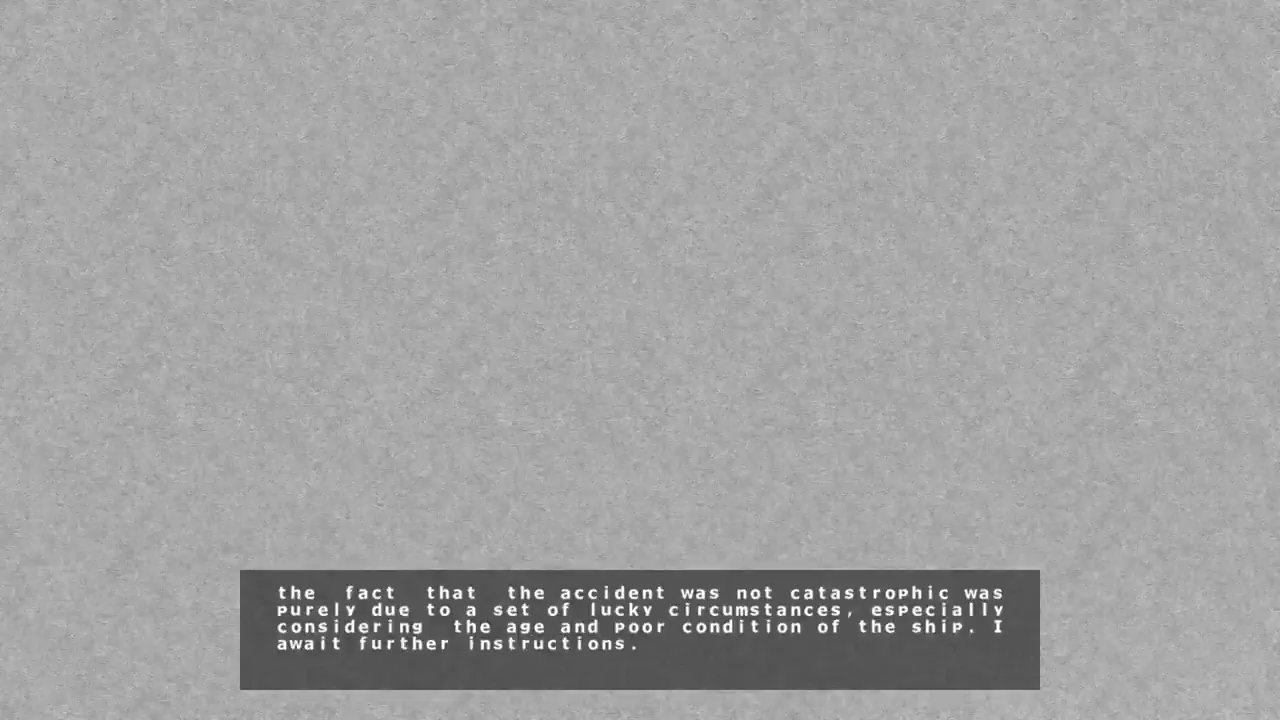 the fact that the accident was not catastrophic was
purely due to a set of lucky circumstances, especially
considering the age and poor condition of the ship. I
await further instructions.